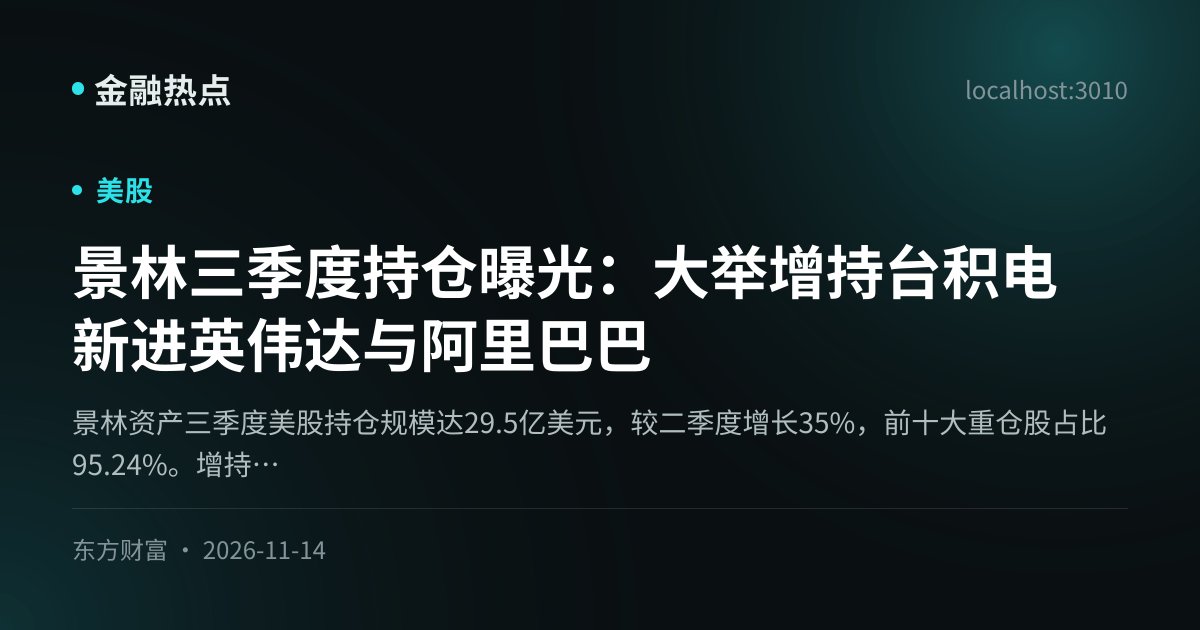 金融热点
localhost:3010
美股
景林三季度持仓曝光：大举增持台积电
新进英伟达与阿里巴巴
景林资产三季度美股持仓规模达29.5亿美元，较二季度增长35%，前十大重仓股占比
95.24%。增持…
东方财富 • 2026-11-14